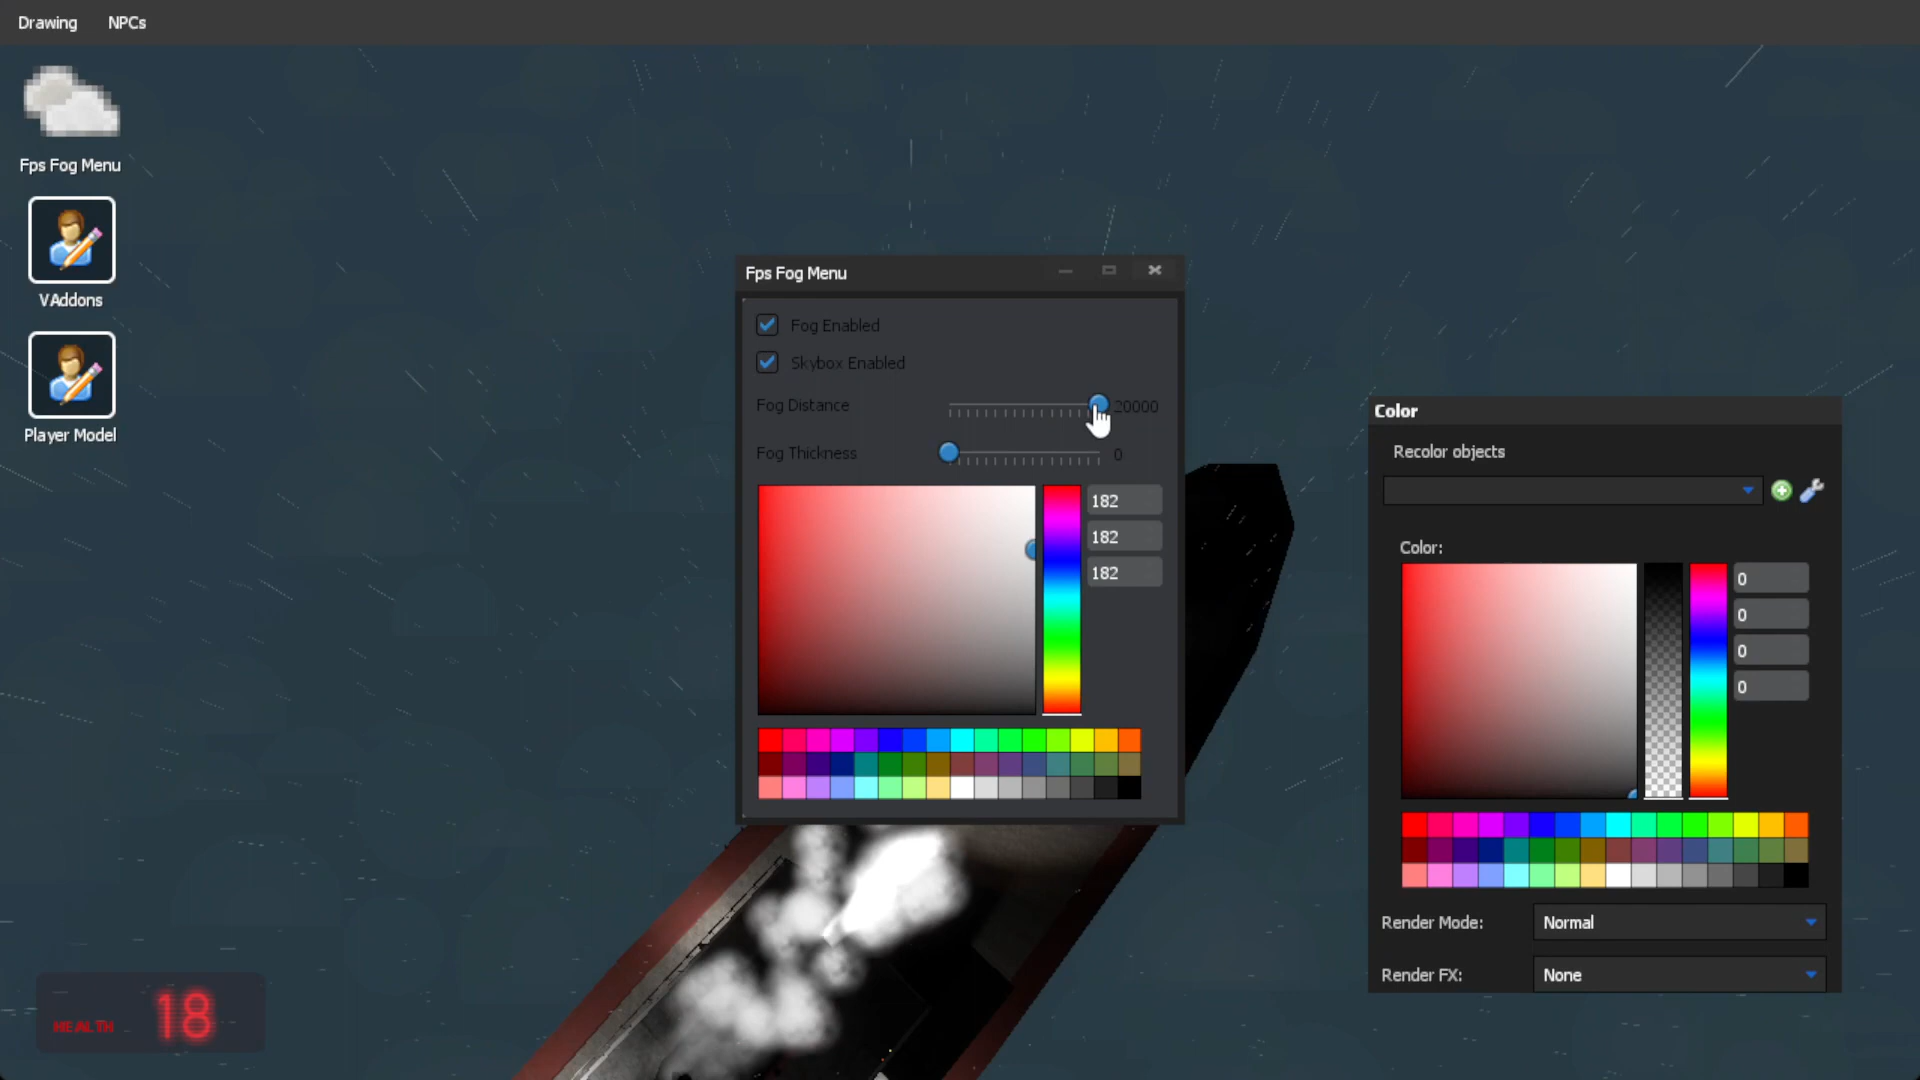 Drawing NPCs
Fps Fog Menu
VAddons
Player Model
Fps Fog Menu
Fog Enabled
Skybox Enabled
Fog Distance 20000
Fog Thickness 0
182
182
182
Color
Recolor objects
Color:
0
0
0
0
Render Mode: Normal
Render FX: None
HEALTH 18